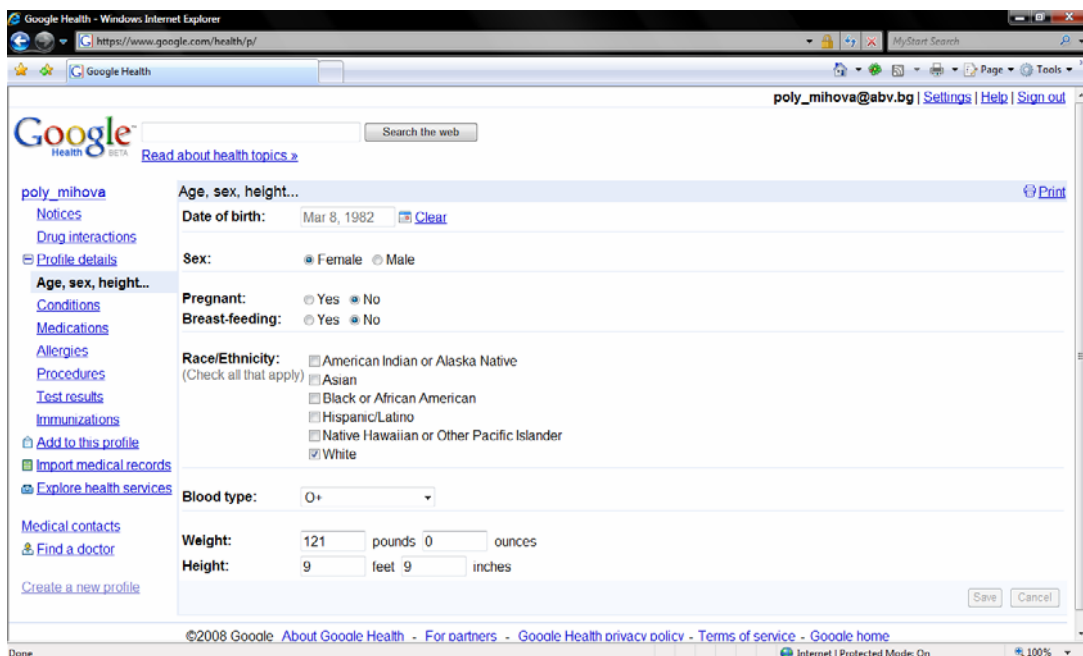 Google Health - Windows Internet Explorer
https://www.google.com/health/p/
MyStart Search
Google Health
Page
Tools
poly_mihova@abv.bg | Settings | Help | Sign out
Google
Health BETA
Search the web
Read about health topics »
poly_mihova
Notices
Drug interactions
Profile details
Age, sex, height...
Conditions
Medications
Allergies
Procedures
Test results
Immunizations
Add to this profile
Import medical records
Explore health services
Medical contacts
Find a doctor
Create a new profile
Age, sex, height...
Print
Date of birth: Mar 8, 1982 Clear
Sex: Female Male
Pregnant: Yes No
Breast-feeding: Yes No
Race/Ethnicity:
(Check all that apply)
American Indian or Alaska Native
Asian
Black or African American
Hispanic/Latino
Native Hawaiian or Other Pacific Islander
White
Blood type: O+
Weight: 121 pounds 0 ounces
Height: 9 feet 9 inches
Save Cancel
©2008 Google About Google Health - For partners - Google Health privacy policy - Terms of service - Google home
Done
Internet | Protected Mode: On
100%